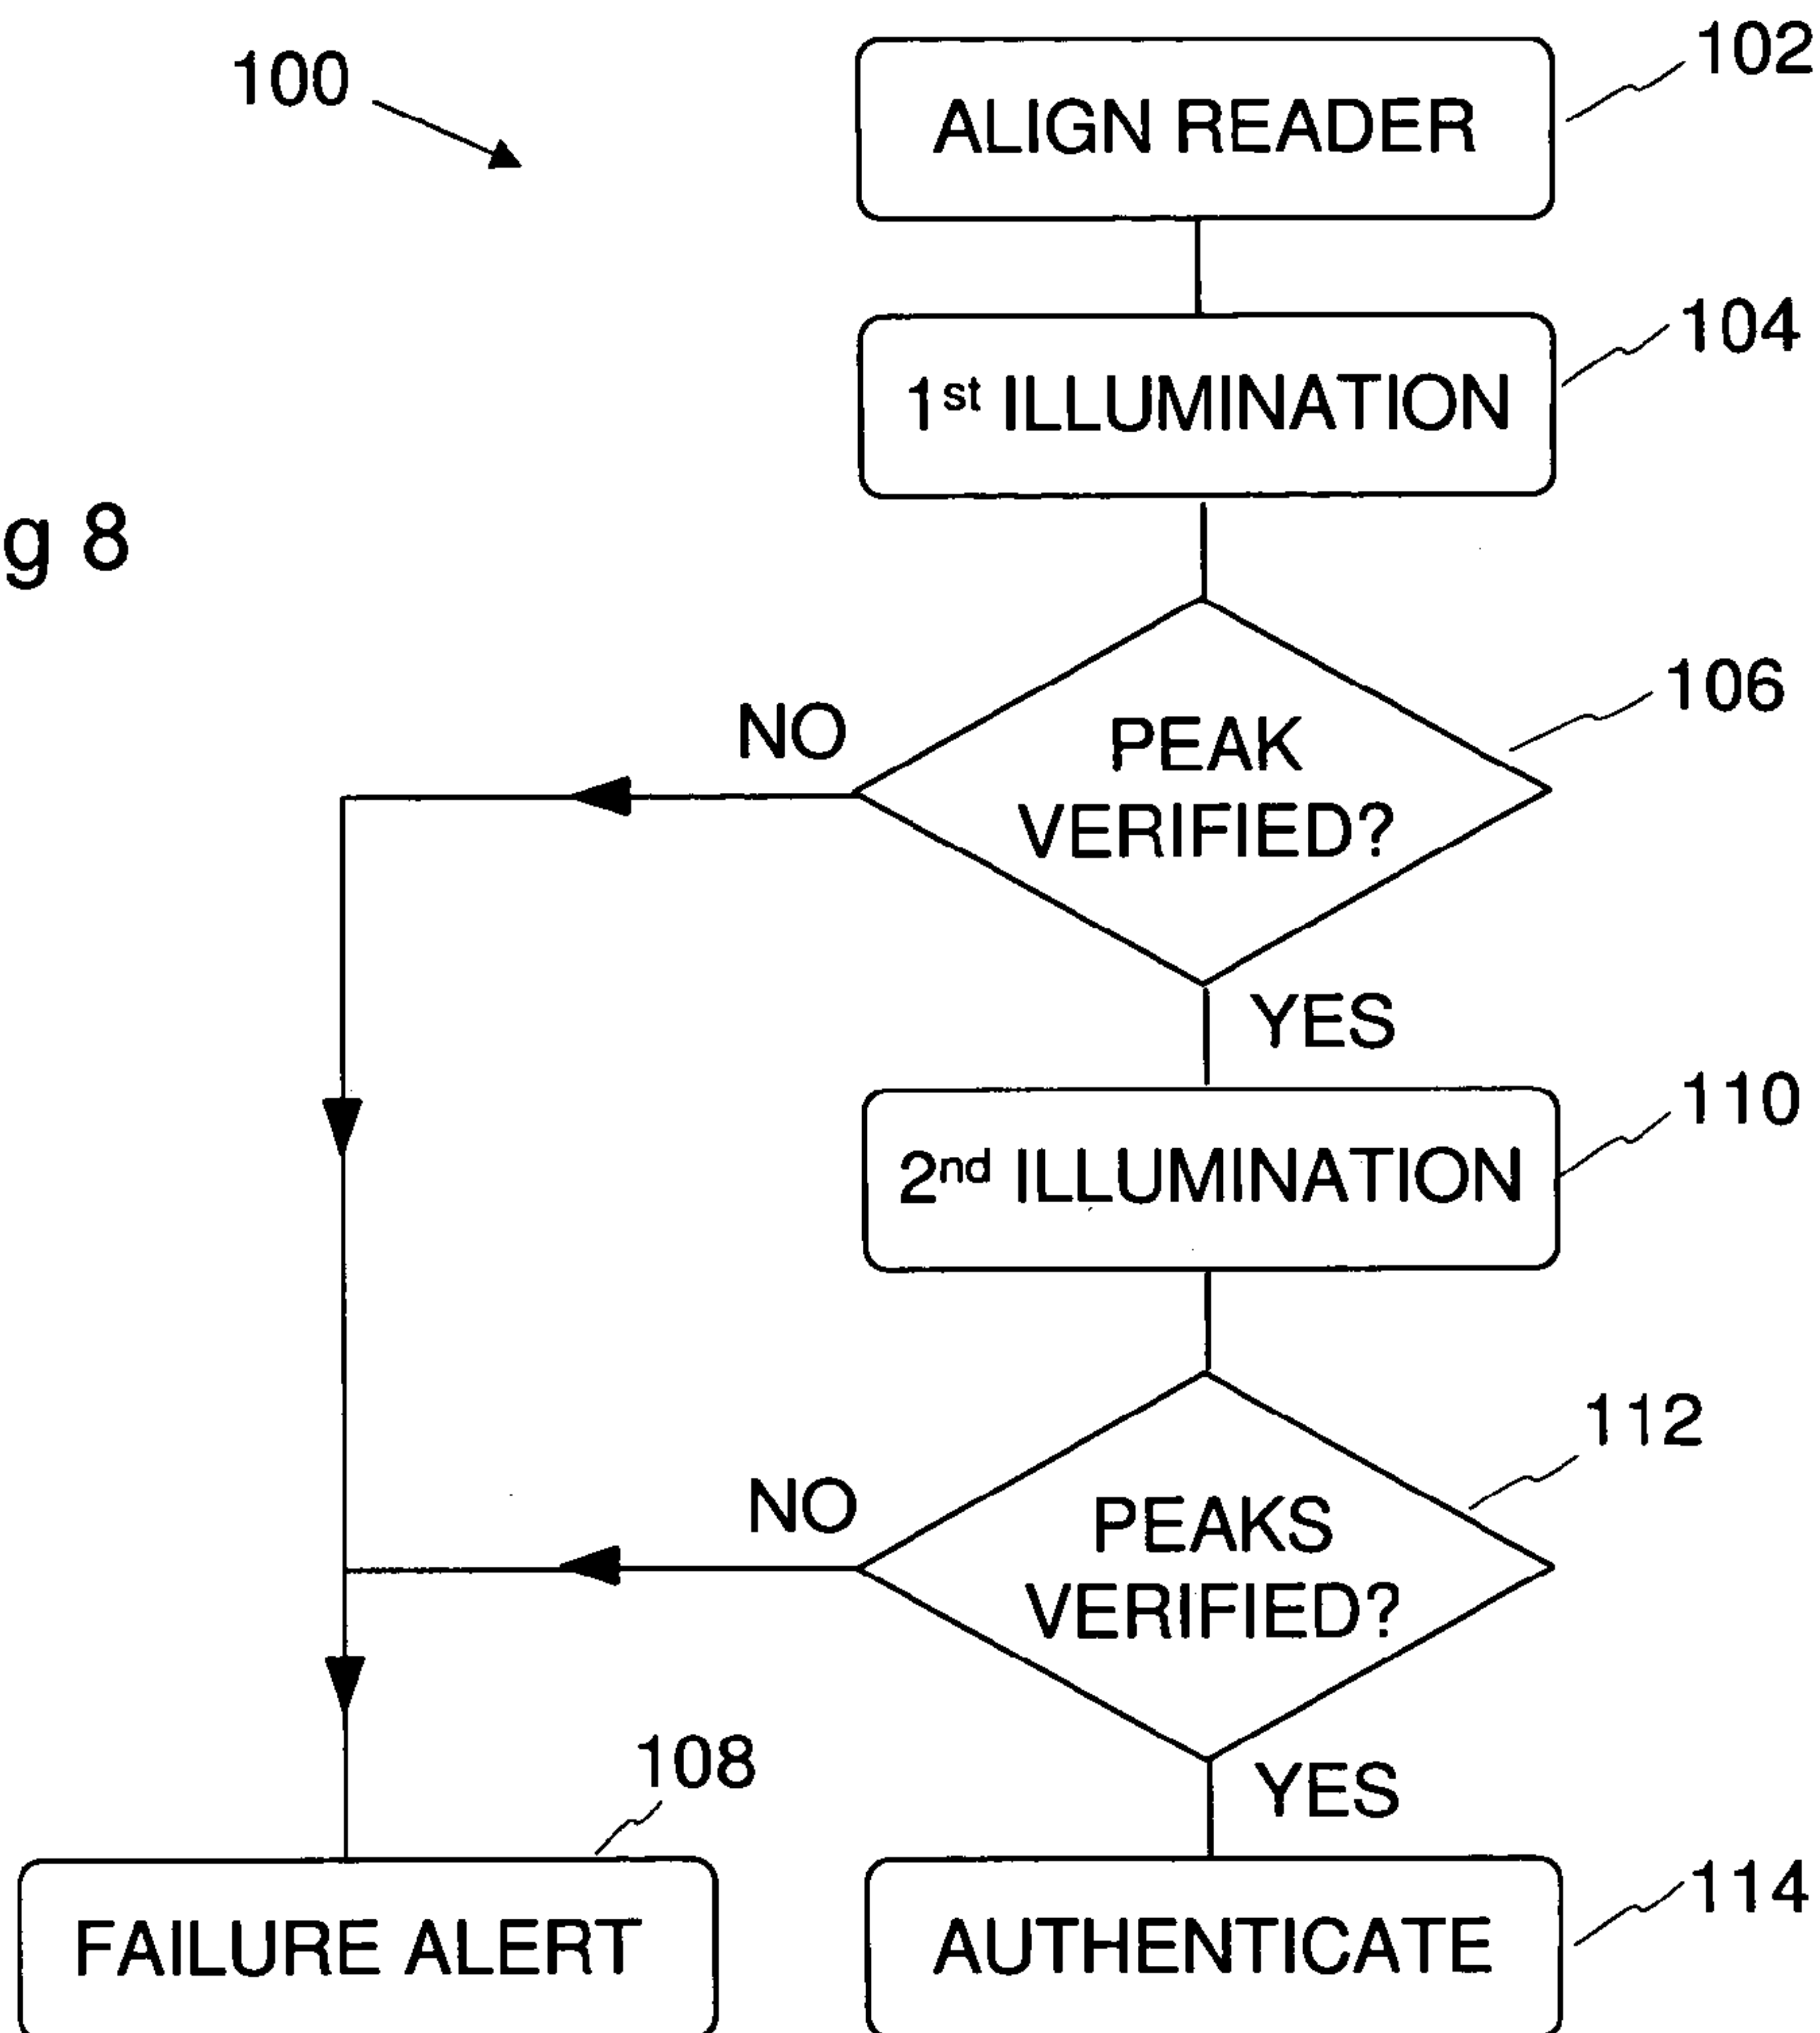 100
102
ALIGN READER
104
1st ILLUMINATION
g 8
106
NO
PEAK
VERIFIED?
YES
110
2nd ILLUMINATION
112
NO
PEAKS
VERIFIED?
108
YES
114
FAILURE ALERT
AUTHENTICATE